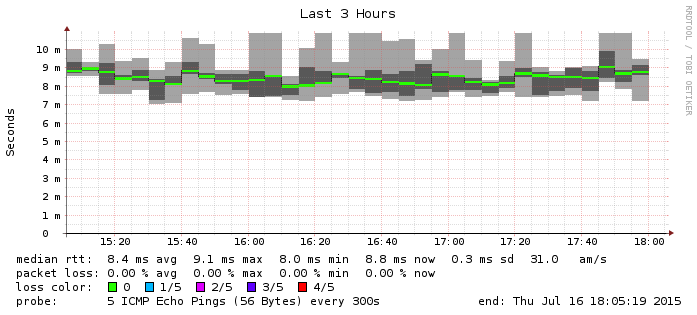 Last 3 Hours
RRDTOOL / TOBI OETIKER
Seconds
10 m
9 m
8 m
7 m
6 m
5 m
4 m
3 m
2 m
1 m
0
15:20 15:40 16:00 16:20 16:40 17:00 17:20 17:40 18:00
median rtt: 8.4 ms avg 9.1 ms max 8.0 ms min 8.8 ms now 0.3 ms sd 31.0 am/s
packet loss: 0.00 % avg 0.00 % max 0.00 % min 0.00 % now
loss color: 0 1/5 2/5 3/5 4/5
probe: 5 ICMP Echo Pings (56 Bytes) every 300s end: Thu Jul 16 18:05:19 2015